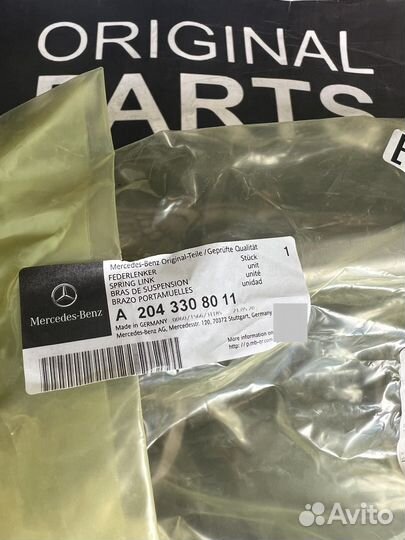 ORIGINAL
PARTS
E
Mercedes-Benz Original-Teile / Geprüfte Qualität
FEDERLENKER
SPRING LINK
BRAS DE SUSPENSION
BRAZO PORTAMUELLES
Stück
unit
unité
unidad
1
A 204 330 80 11
Made in GERMANY
Mercedes-Benz AG, Mercedesstr. 120, 70372 Stuttgart, Germany
More information on
Mercedes-Benz
Avito